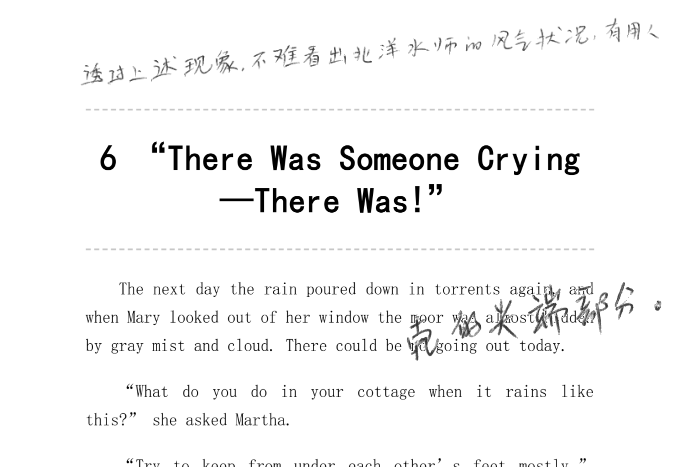 透过上述现象,不难看出北洋水师的风气状况,有用人
6 “There Was Someone Crying
—There Was!”
The next day the rain poured down in torrents again, and
when Mary looked out of her window the moor was almost hidden
by gray mist and cloud. There could be no going out today.
壳的尖端部分。
“What do you do in your cottage when it rains like
this?” she asked Martha.
“Try to keep from under each other’s feet mostly,”